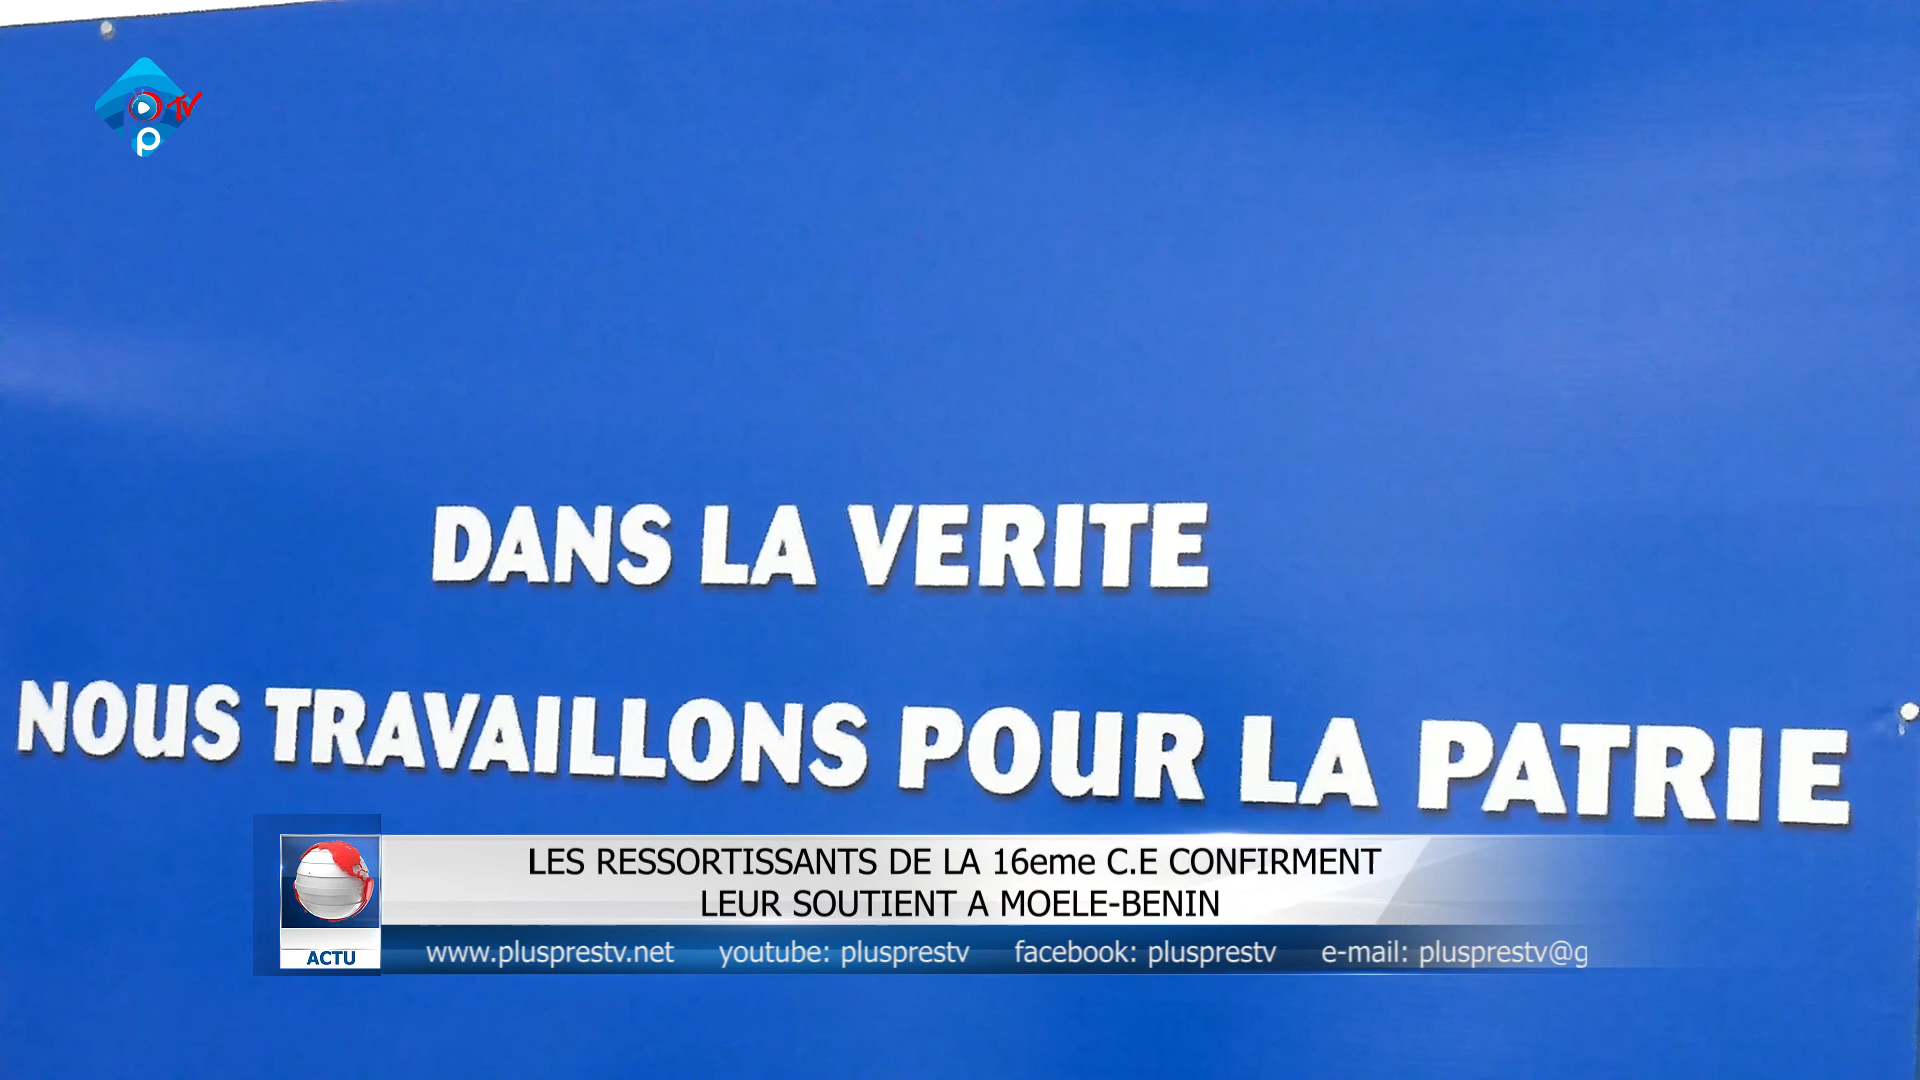 TV
p
DANS LA VERITE
NOUS TRAVAILLONS POUR LA PATRIE
LES RESSORTISSANTS DE LA 16eme C.E CONFIRMENT
LEUR SOUTIENT A MOELE-BENIN
ACTU
www.plusprestv.net youtube: plusprestv facebook: plusprestv e-mail: plusprestv@g